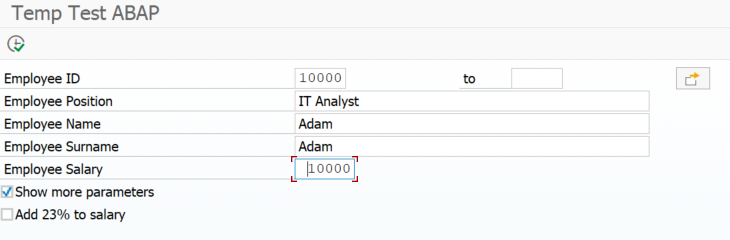 Temp Test ABAP
Employee ID 10000 to
Employee Position IT Analyst
Employee Name Adam
Employee Surname Adam
Employee Salary 10000
Show more parameters
Add 23% to salary